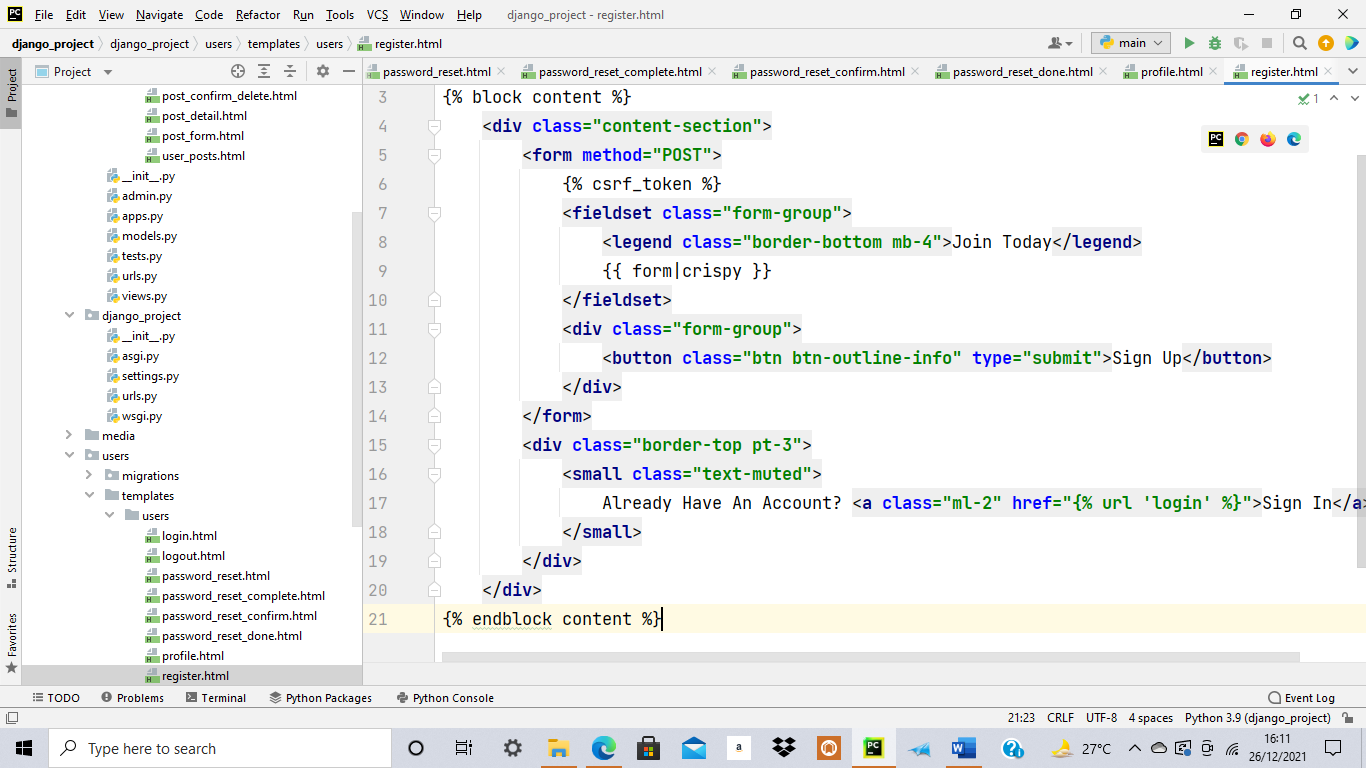 PC File Edit View Navigate Code Refactor Run Tools VCS Window Help django_project - register.html
django_project django_project users templates users register.html main
Project
Project
password_reset.html password_reset_complete.html password_reset_confirm.html password_reset_done.html profile.html register.html
post_confirm_delete.html
post_detail.html
post_form.html
user_posts.html
__init__.py
admin.py
apps.py
models.py
tests.py
urls.py
views.py
django_project
__init__.py
asgi.py
settings.py
urls.py
wsgi.py
media
users
migrations
templates
users
login.html
logout.html
password_reset.html
password_reset_complete.html
password_reset_confirm.html
password_reset_done.html
profile.html
register.html
Structure
Favorites
1
PC
3 {% block content %}
4 <div class="content-section">
5 <form method="POST">
6 {% csrf_token %}
7 <fieldset class="form-group">
8 <legend class="border-bottom mb-4">Join Today</legend>
9 {{ form|crispy }}
10 </fieldset>
11 <div class="form-group">
12 <button class="btn btn-outline-info" type="submit">Sign Up</button>
13 </div>
14 </form>
15 <div class="border-top pt-3">
16 <small class="text-muted">
17 Already Have An Account? <a class="ml-2" href="{% url 'login' %}">Sign In</a
18 </small>
19 </div>
20 </div>
21 {% endblock content %}
TODO Problems Terminal Python Packages Python Console Event Log
21:23 CRLF UTF-8 4 spaces Python 3.9 (django_project)
Type here to search a PC W 27°C 16:11
26/12/2021